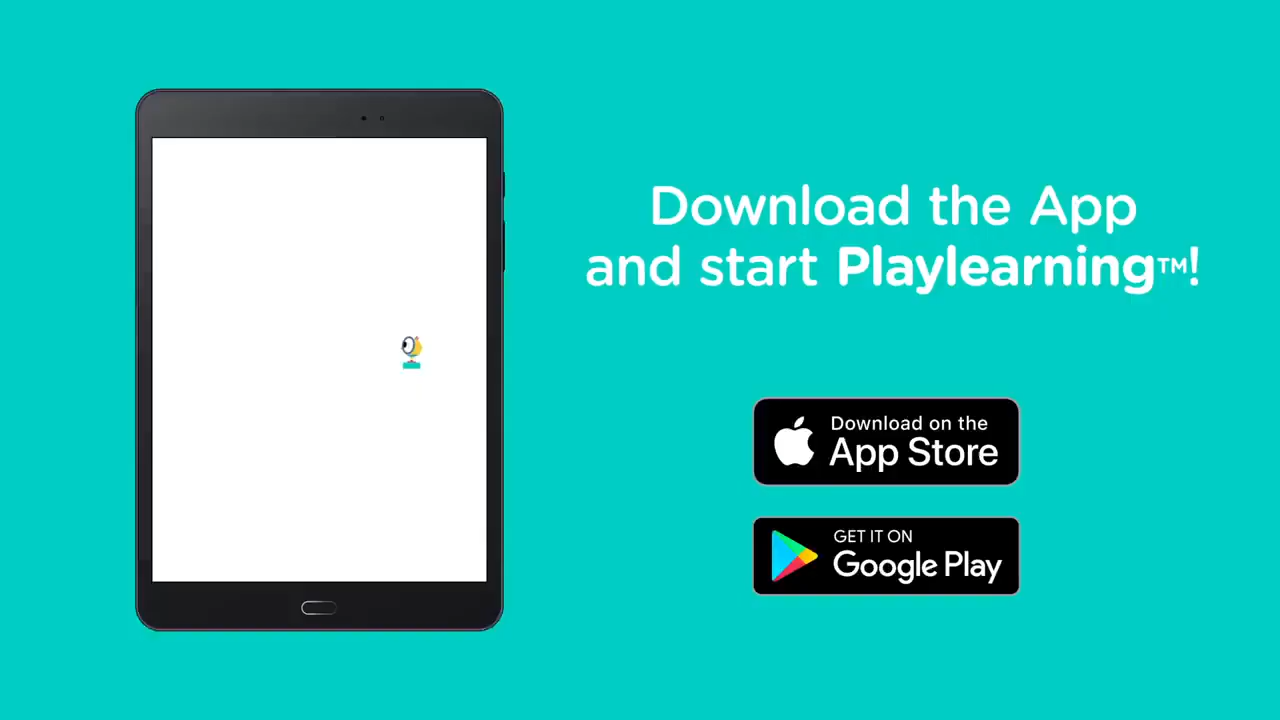 Download the App
and start Playlearning™!
Download on the
App Store
GET IT ON
Google Play